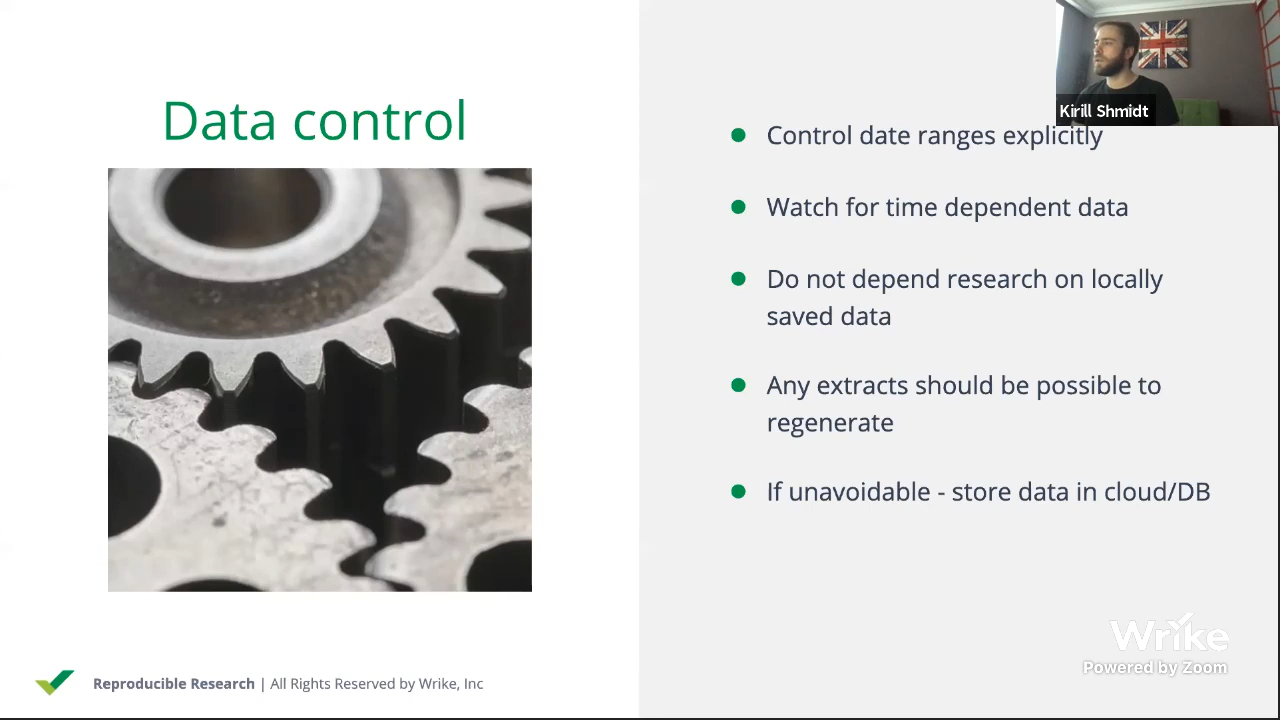 Data control
Kirill Shmidt
Control date ranges explicitly
Watch for time dependent data
Do not depend research on locally
saved data
Any extracts should be possible to
regenerate
If unavoidable - store data in cloud/DB
Wrike
Powered by Zoom
Reproducible Research | All Rights Reserved by Wrike, Inc